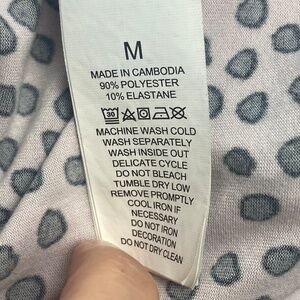 M
MADE IN CAMBODIA
90% POLYESTER
10% ELASTANE
30
MACHINE WASH COLD
WASH SEPARATELY
WASH INSIDE OUT
DELICATE CYCLE
DO NOT BLEACH
TUMBLE DRY LOW
REMOVE PROMPTLY
COOL IRON IF
NECESSARY
DO NOT IRON
DECORATION
DO NOT DRY CLEAN